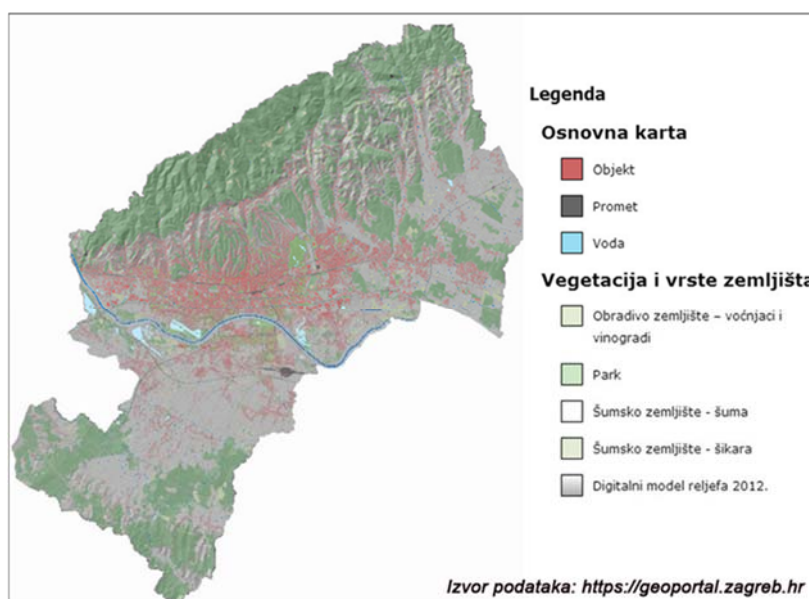 Legenda
Osnovna karta
Objekt
Promet
Voda
Vegetacija i vrste zemljišta
Obradivo zemljište – voćnjaci i
vinogradi
Park
Šumsko zemljište - šuma
Šumsko zemljište - šikara
Digitalni model reljefa 2012.
Izvor podataka: https://geoportal.zagreb.hr